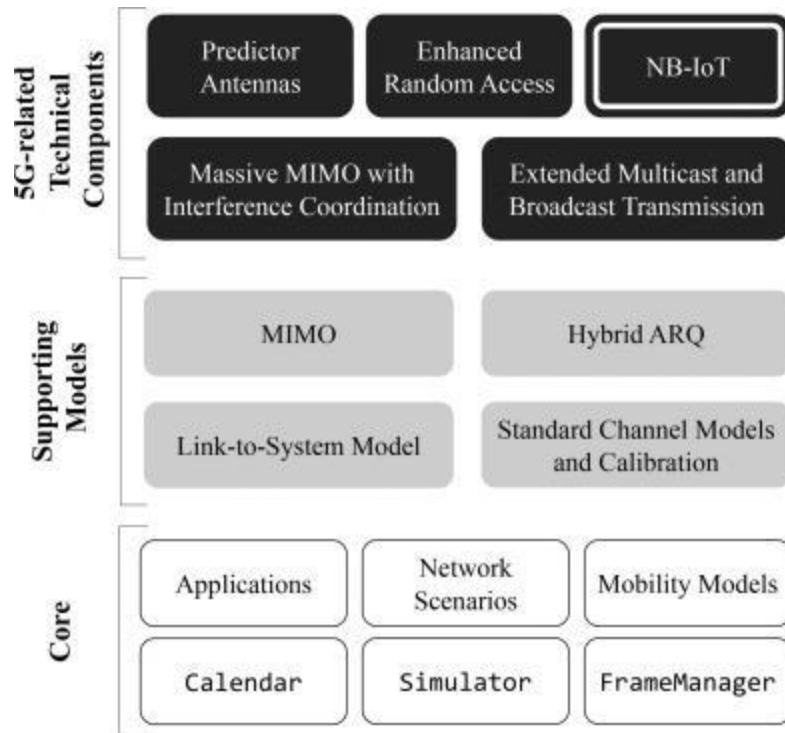 5G-related
Technical
Components
Predictor
Antennas
Enhanced
Random Access
NB-IoT
Massive MIMO with
Interference Coordination
Extended Multicast and
Broadcast Transmission
Supporting
Models
MIMO
Hybrid ARQ
Link-to-System Model
Standard Channel Models
and Calibration
Core
Applications
Network
Scenarios
Mobility Models
Calendar
Simulator
FrameManager